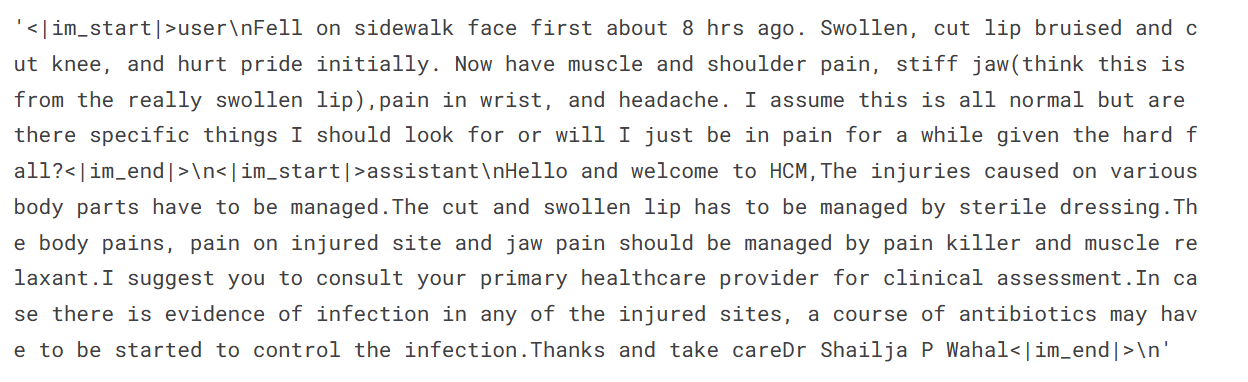 '<|im_start|>user\nFell on sidewalk face first about 8 hrs ago. Swollen, cut lip bruised and c
ut knee, and hurt pride initially. Now have muscle and shoulder pain, stiff jaw(think this is
from the really swollen lip),pain in wrist, and headache. I assume this is all normal but are
there specific things I should look for or will I just be in pain for a while given the hard f
all?<|im_end|>\n<|im_start|>assistant\nHello and welcome to HCM,The injuries caused on various
body parts have to be managed.The cut and swollen lip has to be managed by sterile dressing.Th
e body pains, pain on injured site and jaw pain should be managed by pain killer and muscle re
laxant.I suggest you to consult your primary healthcare provider for clinical assessment.In ca
se there is evidence of infection in any of the injured sites, a course of antibiotics may hav
e to be started to control the infection.Thanks and take careDr Shailja P Wahal<|im_end|>\n'